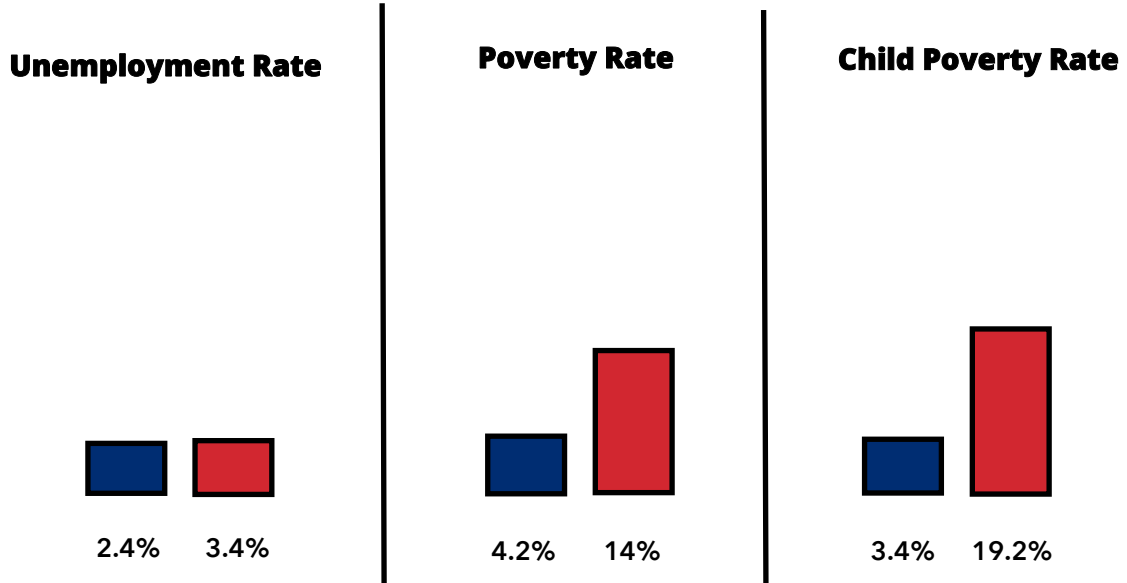 Unemployment Rate
2.4% 3.4%
Poverty Rate
4.2% 14%
Child Poverty Rate
3.4% 19.2%